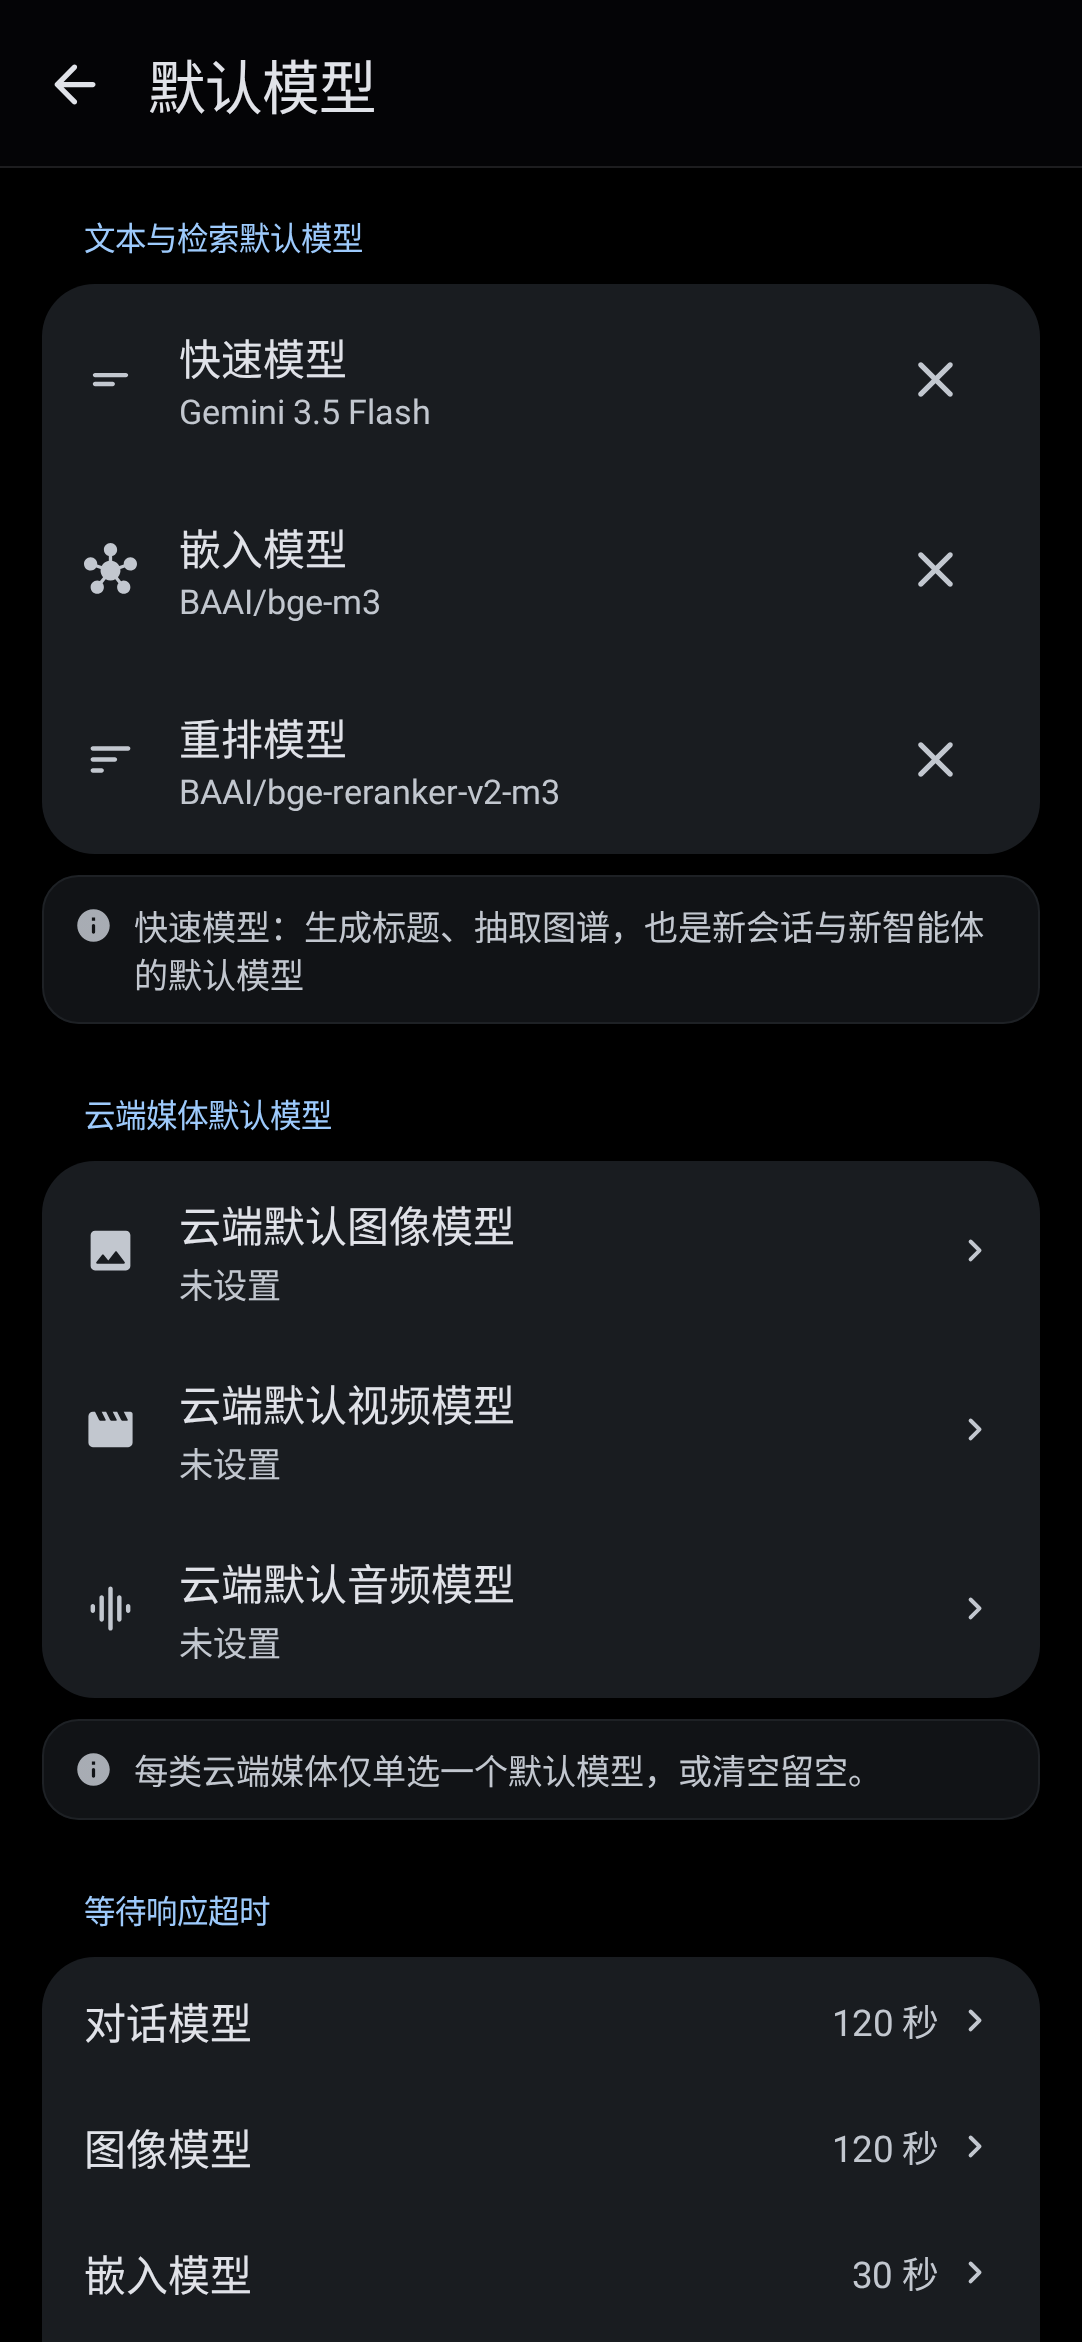 默认模型
文本与检索默认模型
快速模型
Gemini 3.5 Flash
嵌入模型
BAAI/bge-m3
重排模型
BAAI/bge-reranker-v2-m3
快速模型：生成标题、抽取图谱，也是新会话与新智能体
的默认模型
云端媒体默认模型
云端默认图像模型
未设置
云端默认视频模型
未设置
云端默认音频模型
未设置
每类云端媒体仅单选一个默认模型，或清空留空。
等待响应超时
对话模型 120 秒
图像模型 120 秒
嵌入模型 30 秒